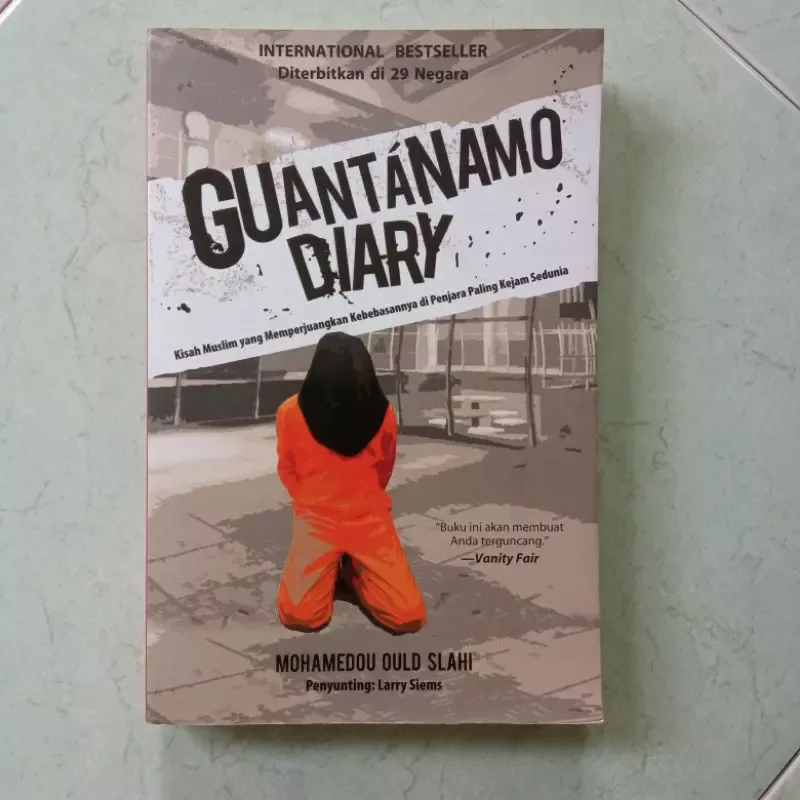 INTERNATIONAL BESTSELLER
Diterbitkan di 29 Negara
GUANTÁNAMO
DIARY
Kisah Muslim yang Memperjuangkan Kebebasannya di Penjara Paling Kejam Sedunia
"Buku ini akan membuat
Anda terguncang."
—Vanity Fair
MOHAMEDOU OULD SLAHI
Penyunting: Larry Siems